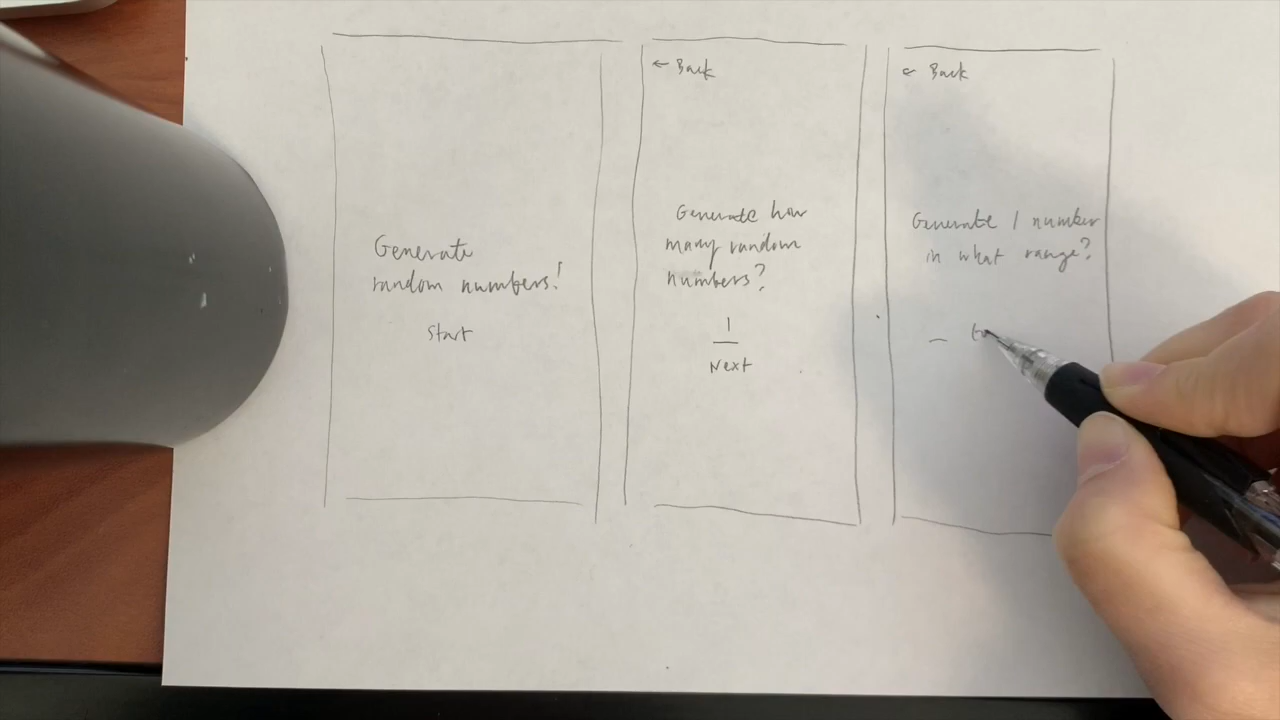 Generate
random numbers!
Start
← Back
Generate how
many random
numbers?
1
Next
← Back
Generate 1 number
in what range?
_ to